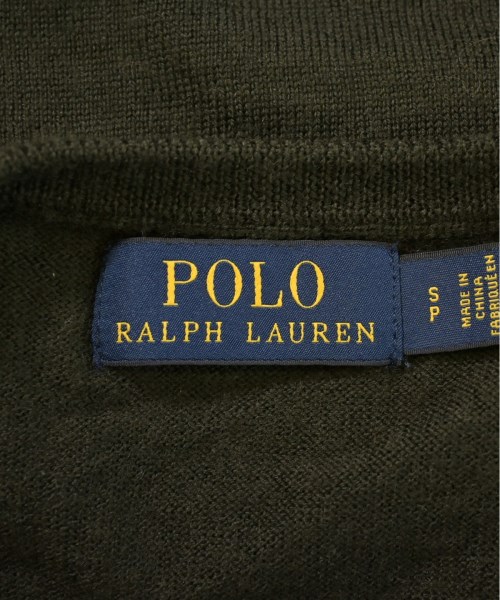 POLO
RALPH LAUREN
S
P
MADE IN
CHINA
FABRIQUÉ EN